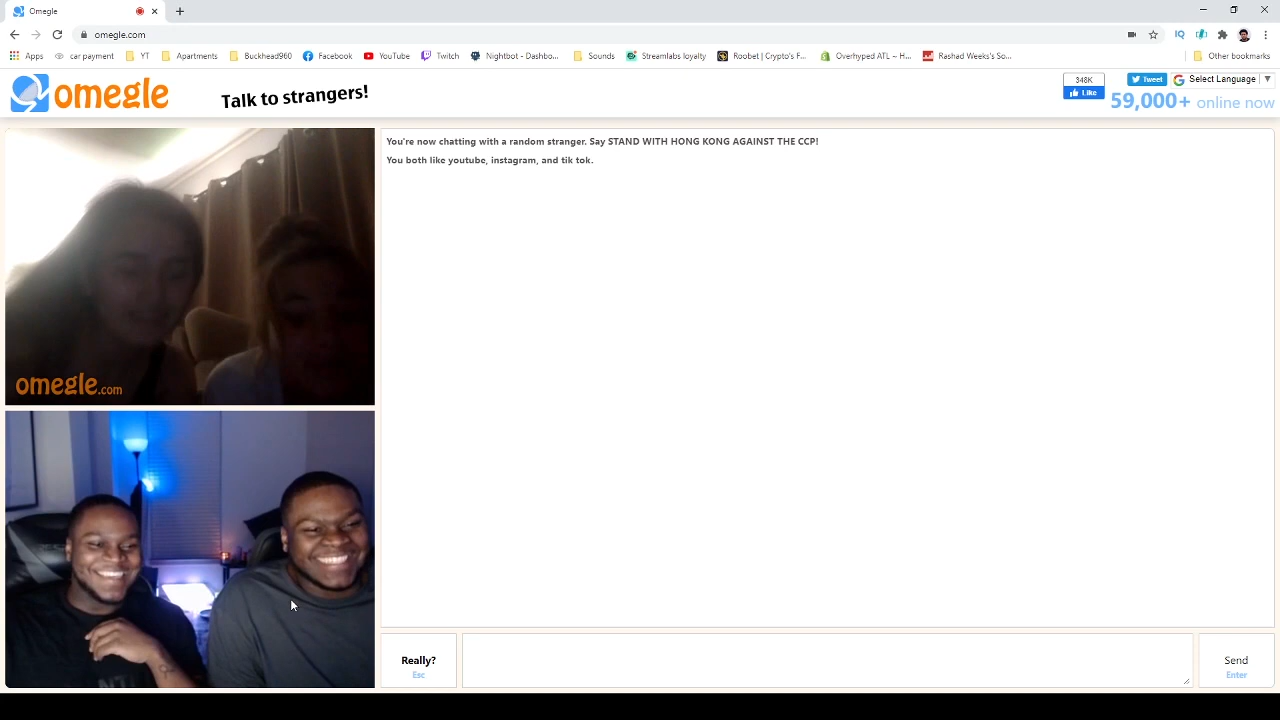 Omegle
omegle.com
Apps
car payment
YT
Apartments
Buckhead960
Facebook
YouTube
Twitch
Nightbot - Dashbo...
Sounds
Streamlabs loyalty
Roobet | Crypto's F...
Overhyped ATL ~ H...
Rashad Weeks's So...
Other bookmarks
omegle
Talk to strangers!
348K
Like
Tweet
Select Language
59,000+ online now
You're now chatting with a random stranger. Say STAND WITH HONG KONG AGAINST THE CCP!
You both like youtube, instagram, and tik tok.
omegle.com
Really?
Esc
Send
Enter